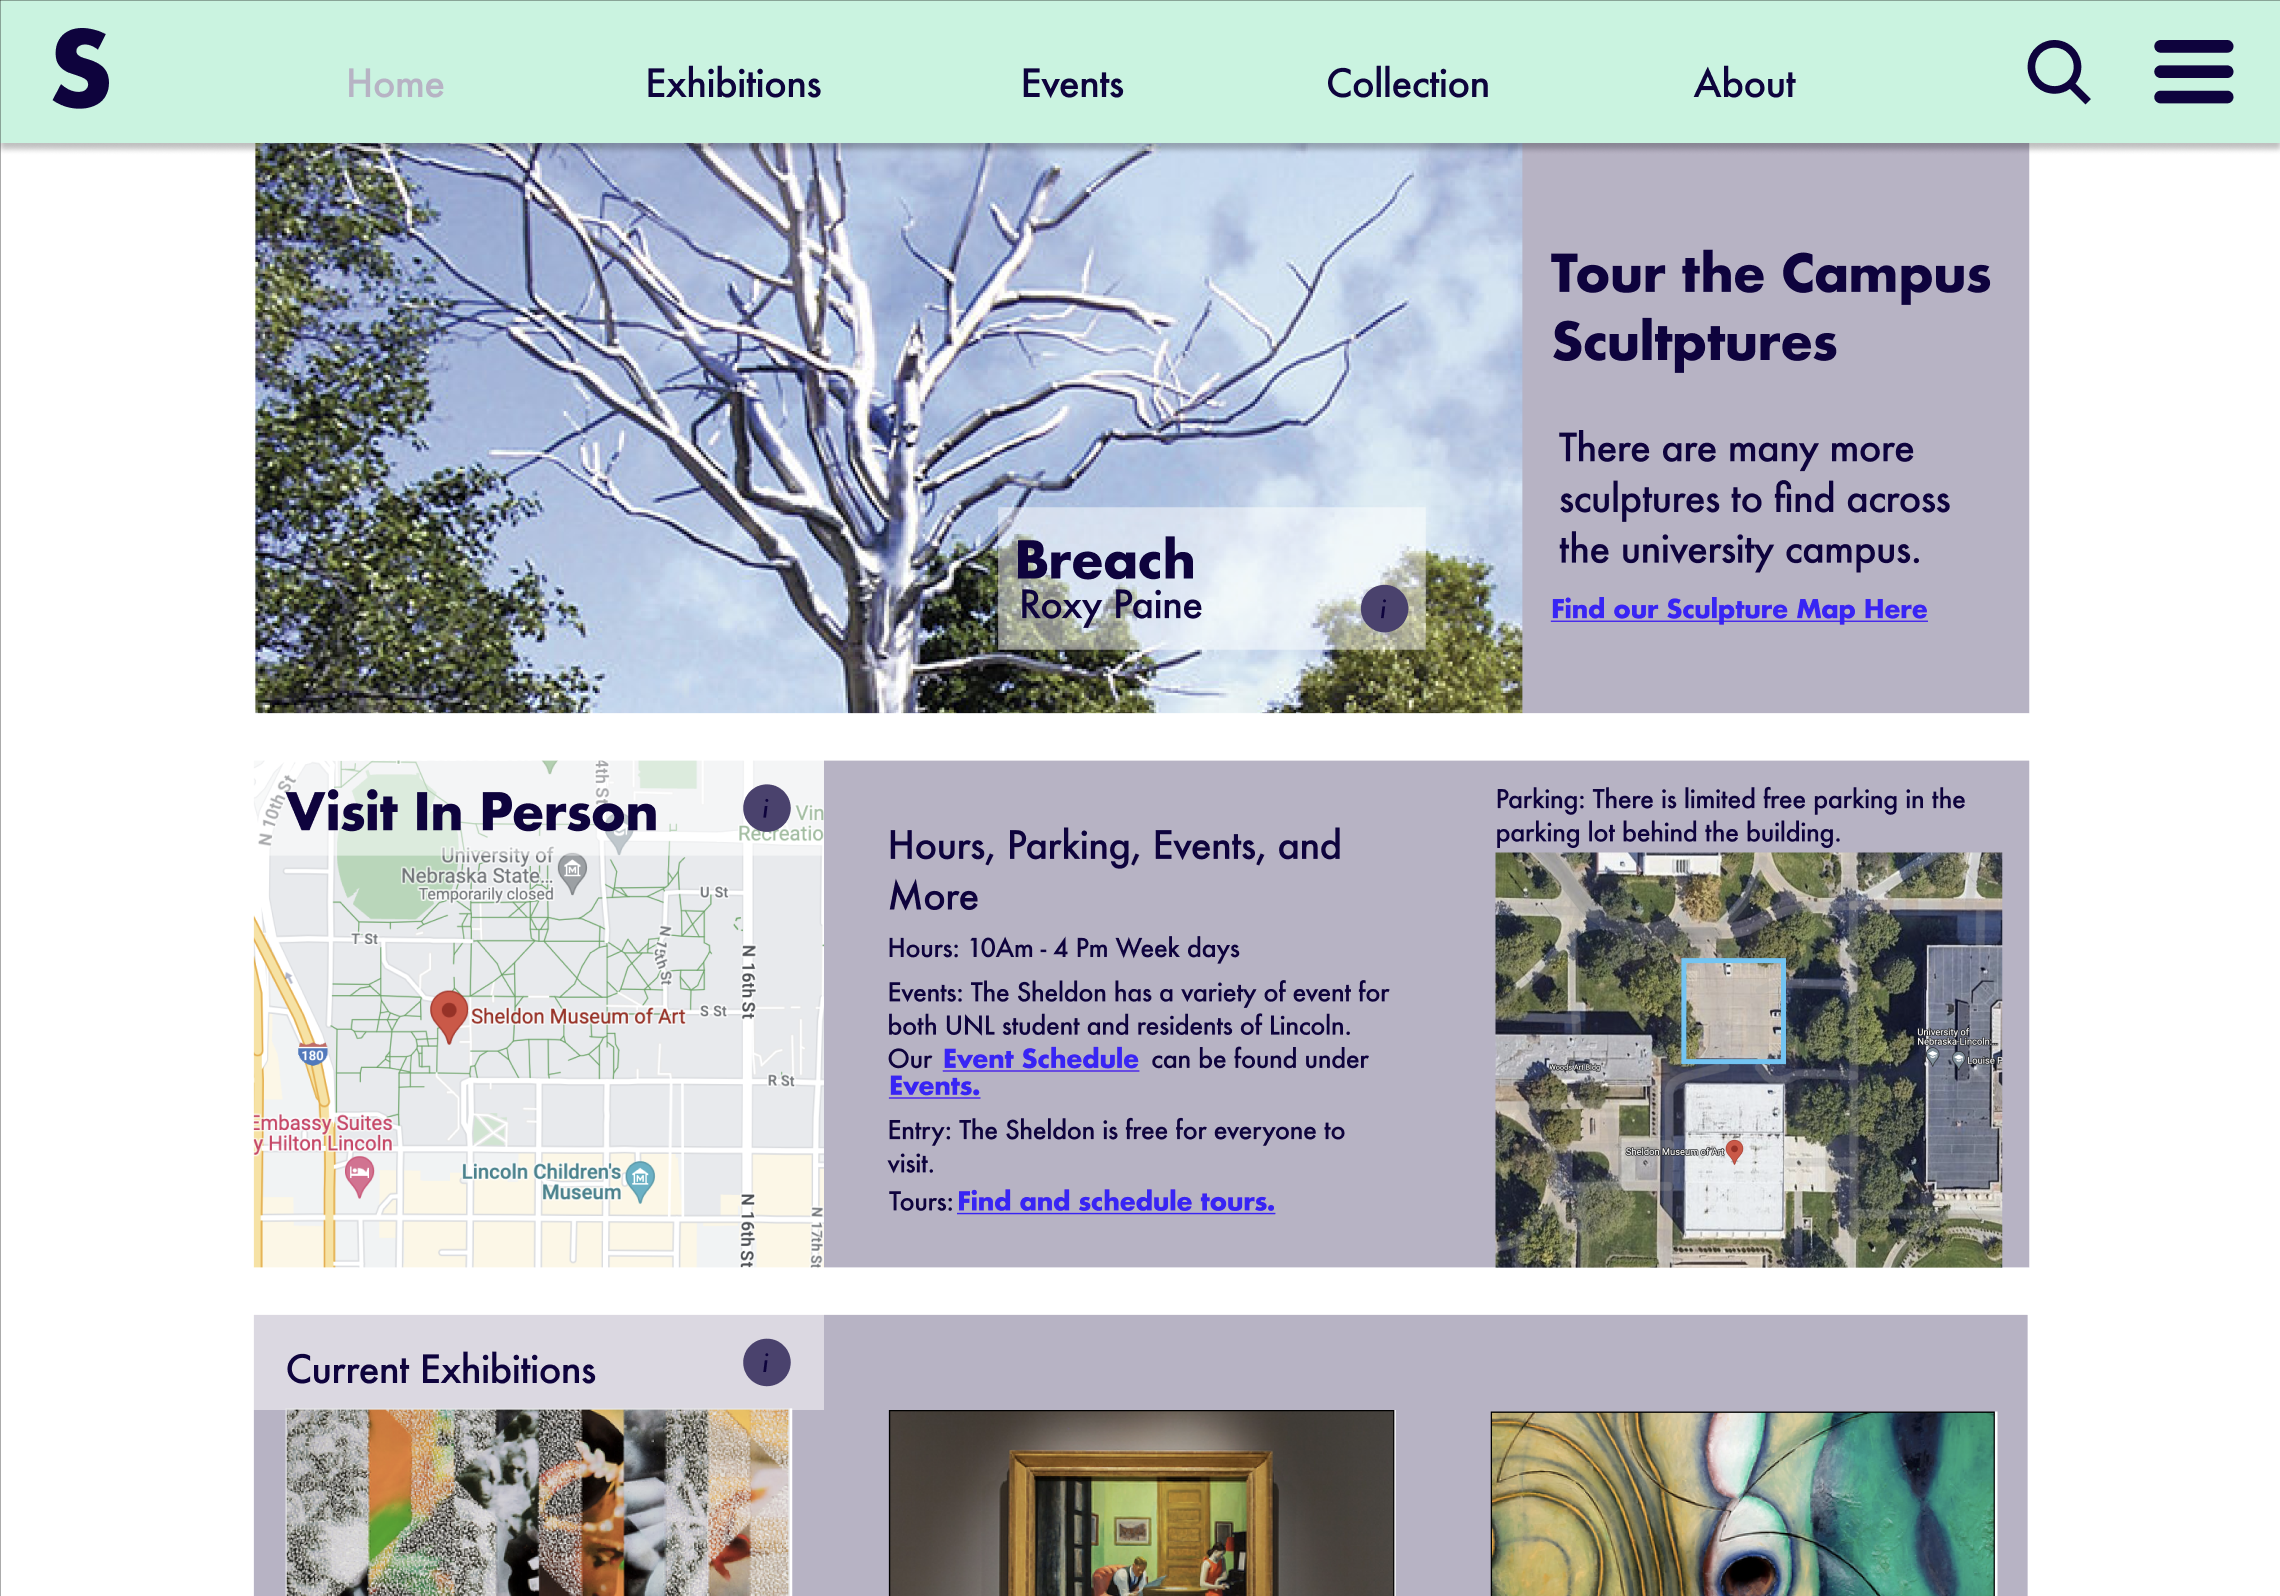 S
Home
Exhibitions
Events
Collection
About
Tour the Campus
Scultptures
There are many more
sculptures to find across
the university campus.
Find our Sculpture Map Here
Breach
Roxy Paine
i
Visit In Person
i
N 10th St
4th St
Vin
Recreatio
University of
Nebraska State...
Temporarily closed
U St
T St
N 16th St
Sheldon Museum of Art
S St
180
R St
Embassy Suites
y Hilton Lincoln
Lincoln Children's
Museum
N 16th St
N 17th St
Hours, Parking, Events, and
More
Hours: 10Am - 4 Pm Week days
Events: The Sheldon has a variety of event for
both UNL student and residents of Lincoln.
Our Event Schedule can be found under
Events.
Entry: The Sheldon is free for everyone to
visit.
Tours: Find and schedule tours.
Parking: There is limited free parking in the
parking lot behind the building.
University of
Nebraska-Lincoln:...
Louise P
Woods Art Bldg
Sheldon Museum of Art
Current Exhibitions
i